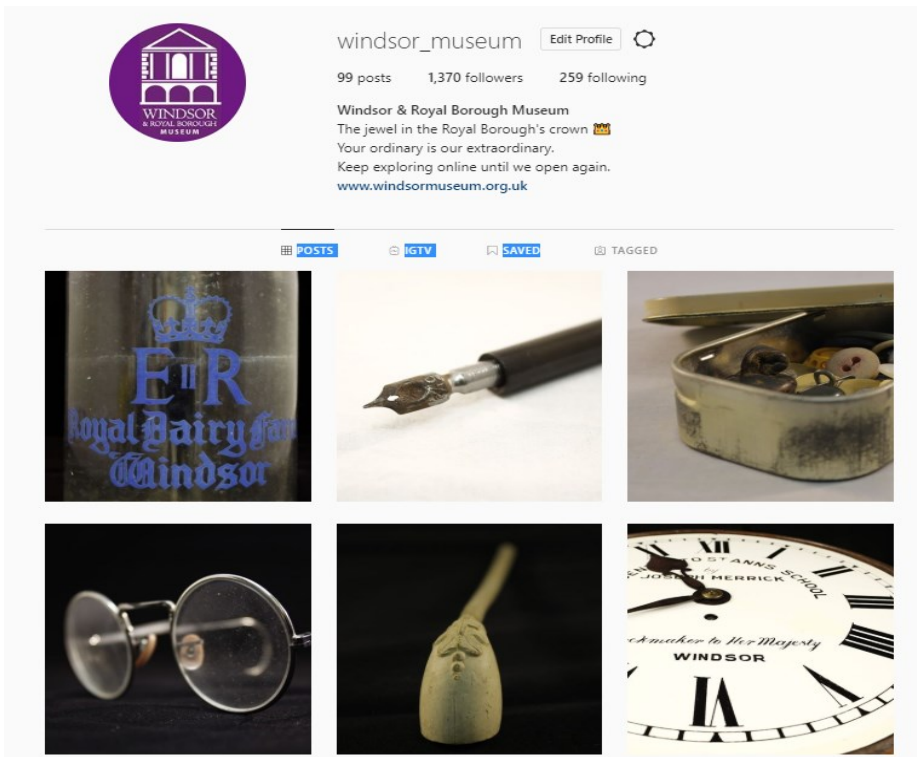 windsor_museum Edit Profile
99 posts 1,370 followers 259 following
WINDSOR
& ROYAL BOROUGH
MUSEUM
Windsor & Royal Borough Museum
The jewel in the Royal Borough's crown 👑
Your ordinary is our extraordinary.
Keep exploring online until we open again.
www.windsormuseum.org.uk
POSTS IGTV SAVED TAGGED
E II R
Royal Dairy Farm
Windsor
XII I
TO ST ANNS SCHOOL
by
JOSEPH MERRICK
to Her Majesty
WINDSOR